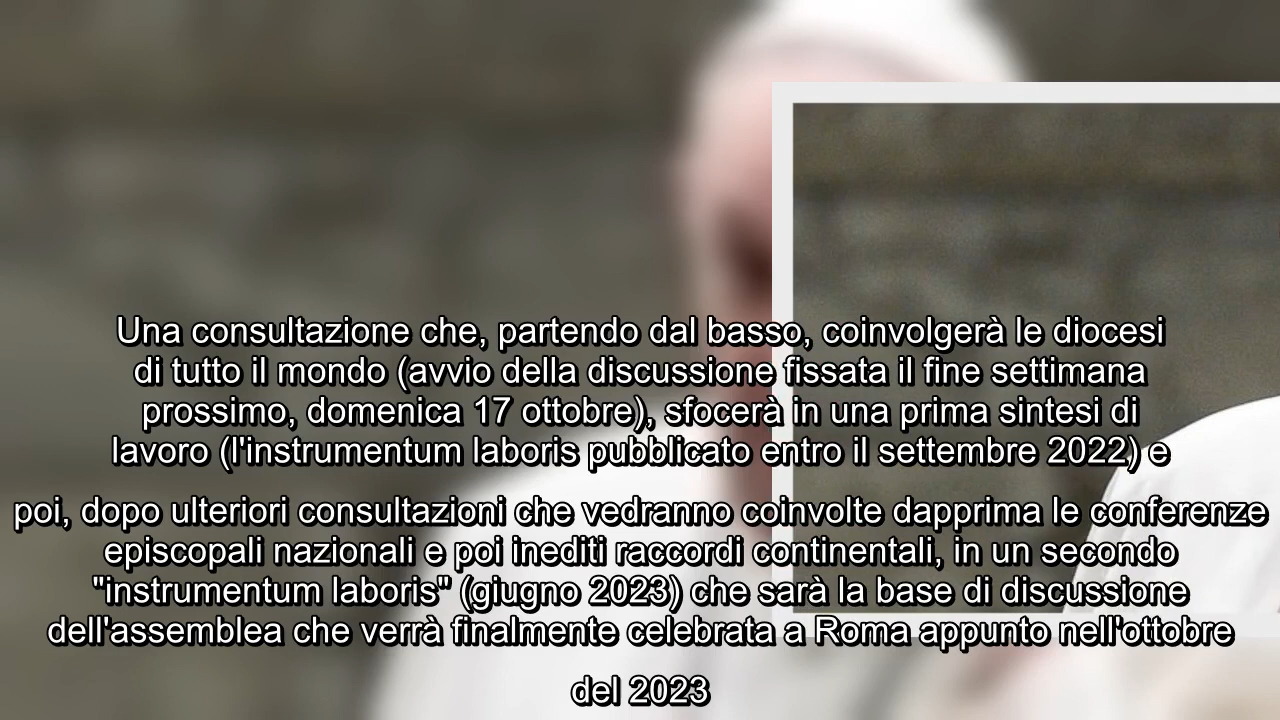 Una consultazione che, partendo dal basso, coinvolgerà le diocesi
di tutto il mondo (avvio della discussione fissata il fine settimana
prossimo, domenica 17 ottobre), sfocerà in una prima sintesi di
lavoro (l'instrumentum laboris pubblicato entro il settembre 2022) e
poi, dopo ulteriori consultazioni che vedranno coinvolte dapprima le conferenze
episcopali nazionali e poi inediti raccordi continentali, in un secondo
"instrumentum laboris" (giugno 2023) che sarà la base di discussione
dell'assemblea che verrà finalmente celebrata a Roma appunto nell'ottobre
del 2023